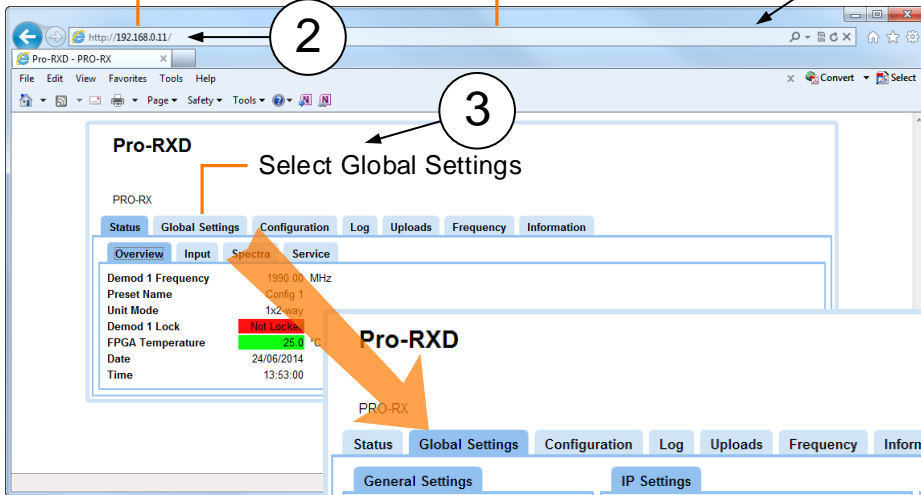 http://192.168.0.11/
2
Pro-RXD - PRO-RX
File Edit View Favorites Tools Help
Convert Select
Page Safety Tools
3
Pro-RXD
Select Global Settings
PRO-RX
Status Global Settings Configuration Log Uploads Frequency Information
Overview Input Spectra Service
Demod 1 Frequency 1990.00 MHz
Preset Name Config 1
Unit Mode 1x2-way
Demod 1 Lock Not Locked
FPGA Temperature 25.0 °C
Date 24/06/2014
Time 13:53:00
Pro-RXD
PRO-RX
Status Global Settings Configuration Log Uploads Frequency Inform
General Settings IP Settings